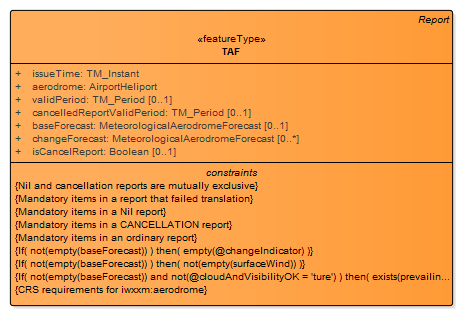 Report
«featureType»
TAF
+ issueTime: TM_Instant
+ aerodrome: AirportHeliport
+ validPeriod: TM_Period [0..1]
+ cancelledReportValidPeriod: TM_Period [0..1]
+ baseForecast: MeteorologicalAerodromeForecast [0..1]
+ changeForecast: MeteorologicalAerodromeForecast [0..*]
+ isCancelReport: Boolean [0..1]
constraints
{Nil and cancellation reports are mutually exclusive}
{Mandatory items in a report that failed translation}
{Mandatory items in a Nil report}
{Mandatory items in a CANCELLATION report}
{Mandatory items in an ordinary report}
{If( not(empty(baseForecast)) ) then( empty(@changeIndicator) )}
{If( not(empty(baseForecast)) ) then( not(empty(surfaceWind)) )}
{If( not(empty(baseForecast)) and not(@cloudAndVisibilityOK = 'ture') ) then( exists(prevailin...
{CRS requirements for iwxxm:aerodrome}